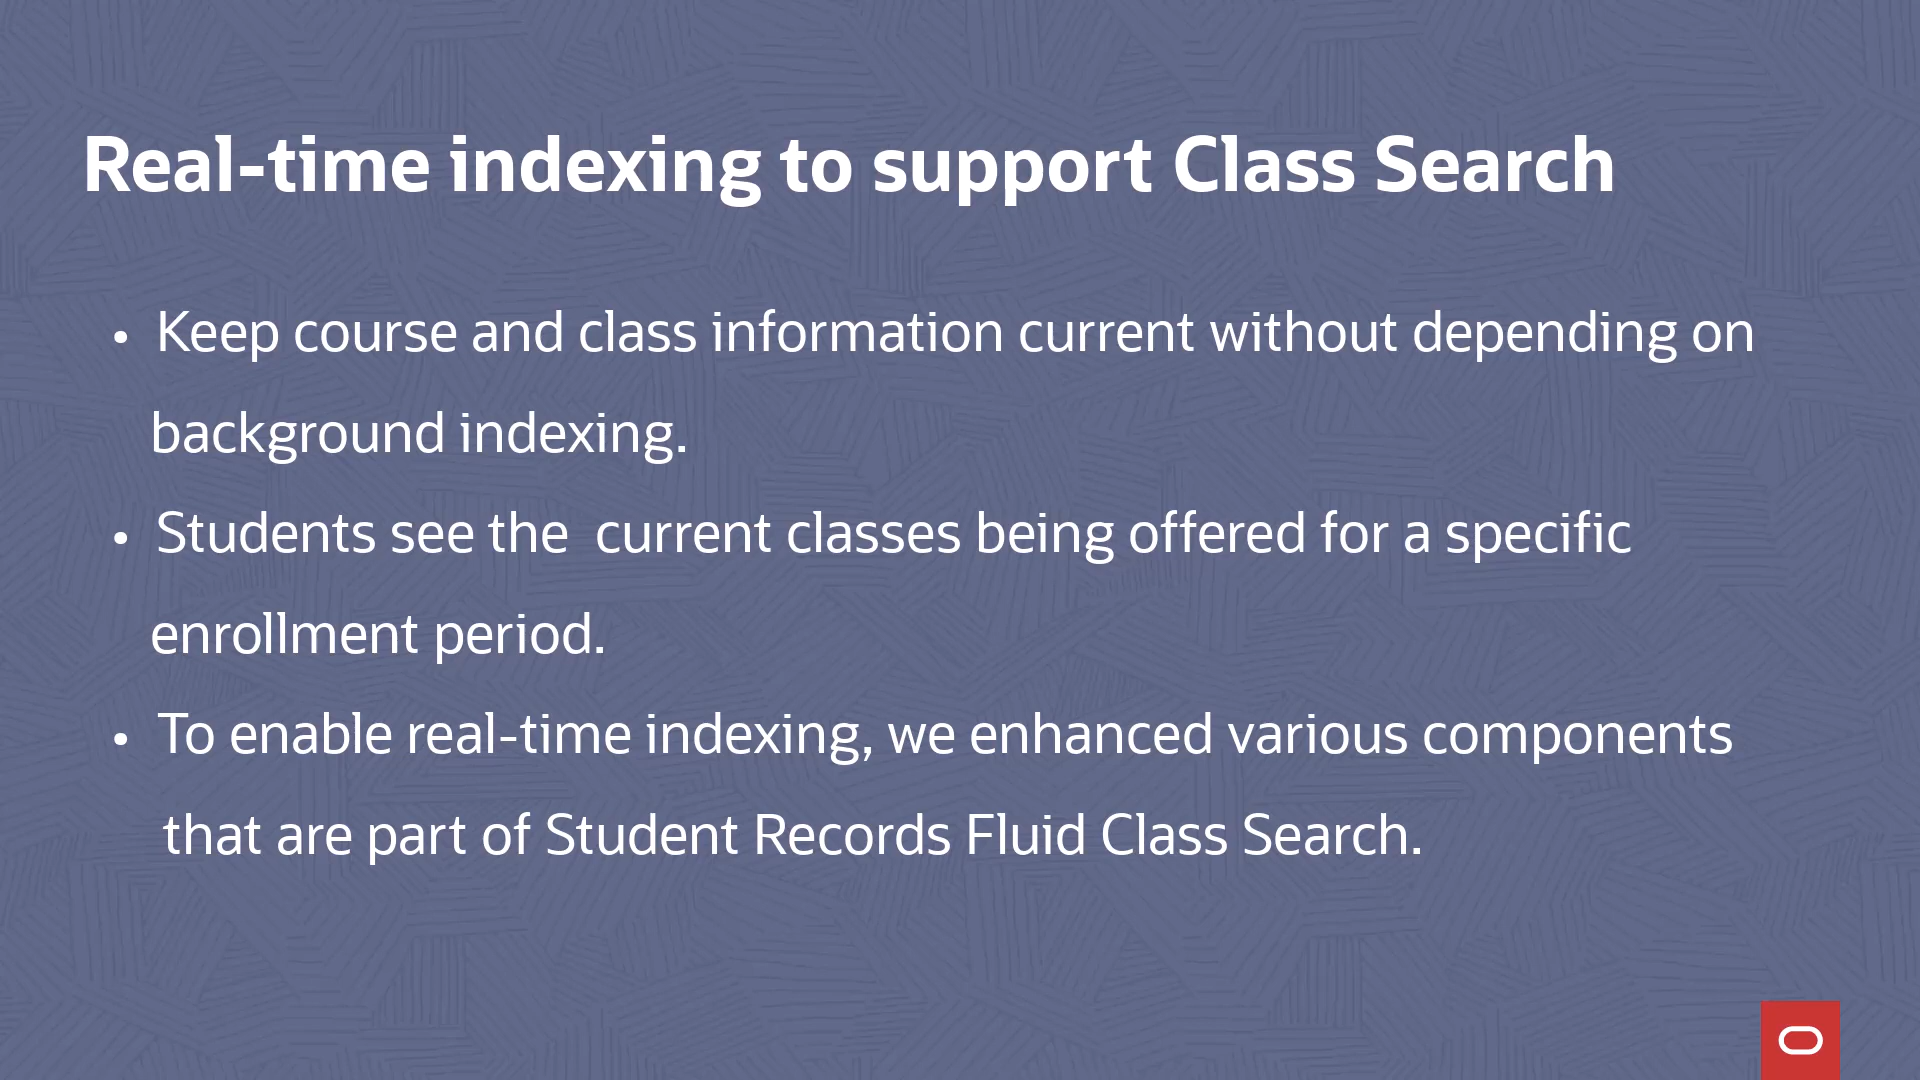 Real-time indexing to support Class Search
• Keep course and class information current without depending on
background indexing.
• Students see the  current classes being offered for a specific
enrollment period.
• To enable real-time indexing, we enhanced various components
that are part of Student Records Fluid Class Search.